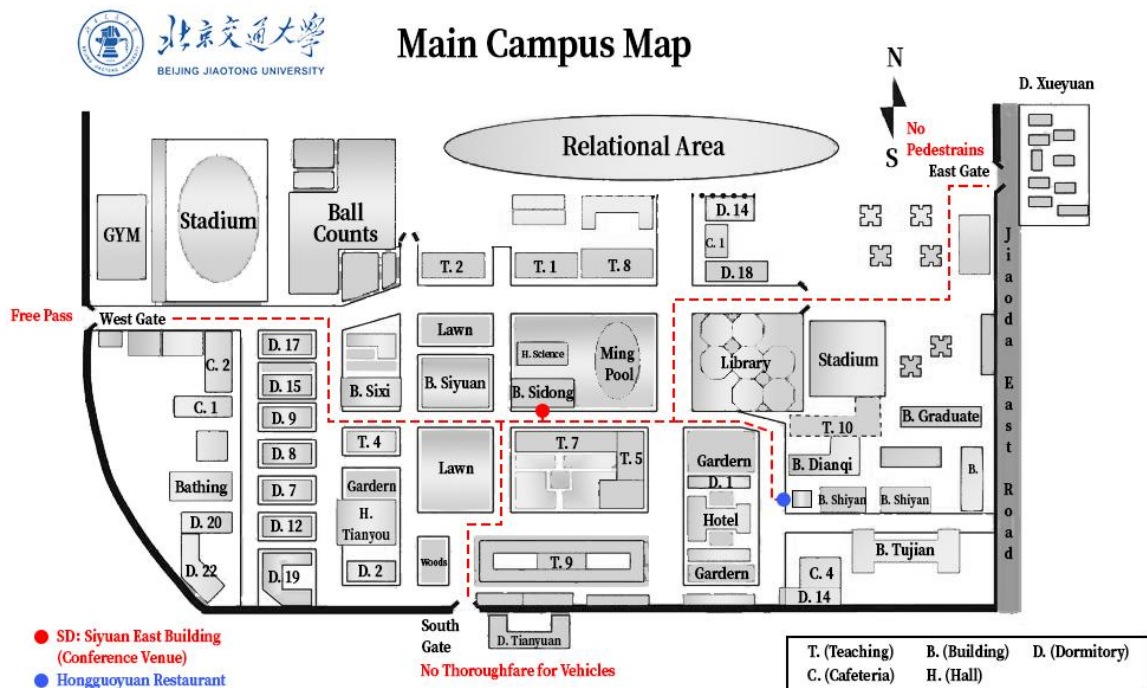 北京交通大学
BEIJING JIAOTONG UNIVERSITY
Main Campus Map
N
S
D. Xueyuan
No
Pedestrains
East Gate
Relational Area
GYM
Stadium
Ball
Counts
D. 14
C. 1
D. 18
T. 2
T. 1
T. 8
Jiaoda East Road
Free Pass
West Gate
Lawn
H. Science
Ming
Pool
Library
Stadium
D. 17
C. 2
B. Sixi
B. Siyuan
B. Sidong
D. 15
C. 1
D. 9
B. Graduate
T. 10
T. 4
T. 7
T. 5
D. 8
Lawn
Gardern
B. Dianqi
B.
Bathing
D. 7
Gardern
D. 1
B. Shiyan
B. Shiyan
D. 20
D. 12
H.
Tianyou
Hotel
D. 22
D. 19
D. 2
Woods
T. 9
Gardern
B. Tujian
C. 4
D. 14
South
Gate
D. Tianyuan
No Thoroughfare for Vehicles
SD: Siyuan East Building
(Conference Venue)
Hongguoyuan Restaurant
T. (Teaching) B. (Building) D. (Dormitory)
C. (Cafeteria) H. (Hall)